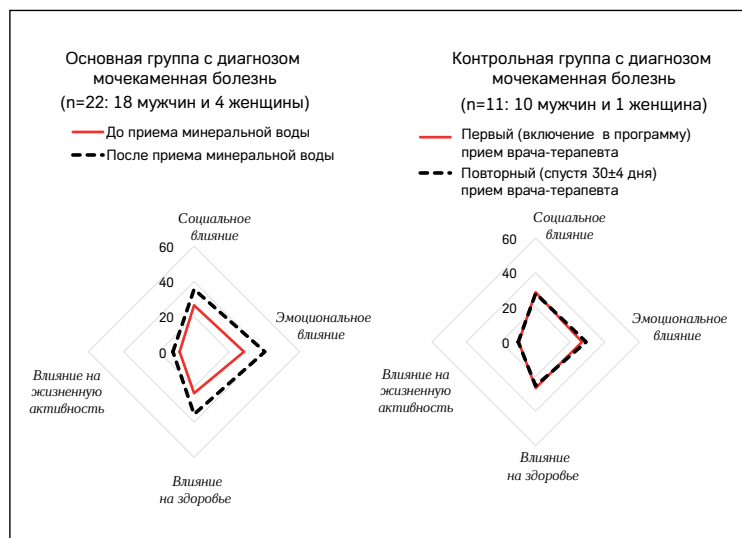 Основная группа с диагнозом
мочекаменная болезнь
(n=22: 18 мужчин и 4 женщины)
До приема минеральной воды
После приема минеральной воды
Социальное
влияние
60
40
20
0
Эмоциональное
влияние
Влияние на
жизненную
активность
Влияние
на здоровье
Контрольная группа с диагнозом
мочекаменная болезнь
(n=11: 10 мужчин и 1 женщина)
Первый (включение в программу)
прием врача-терапевта
Повторный (спустя 30±4 дня)
прием врача-терапевта
Социальное
влияние
60
40
20
0
Эмоциональное
влияние
Влияние на
жизненную
активность
Влияние
на здоровье